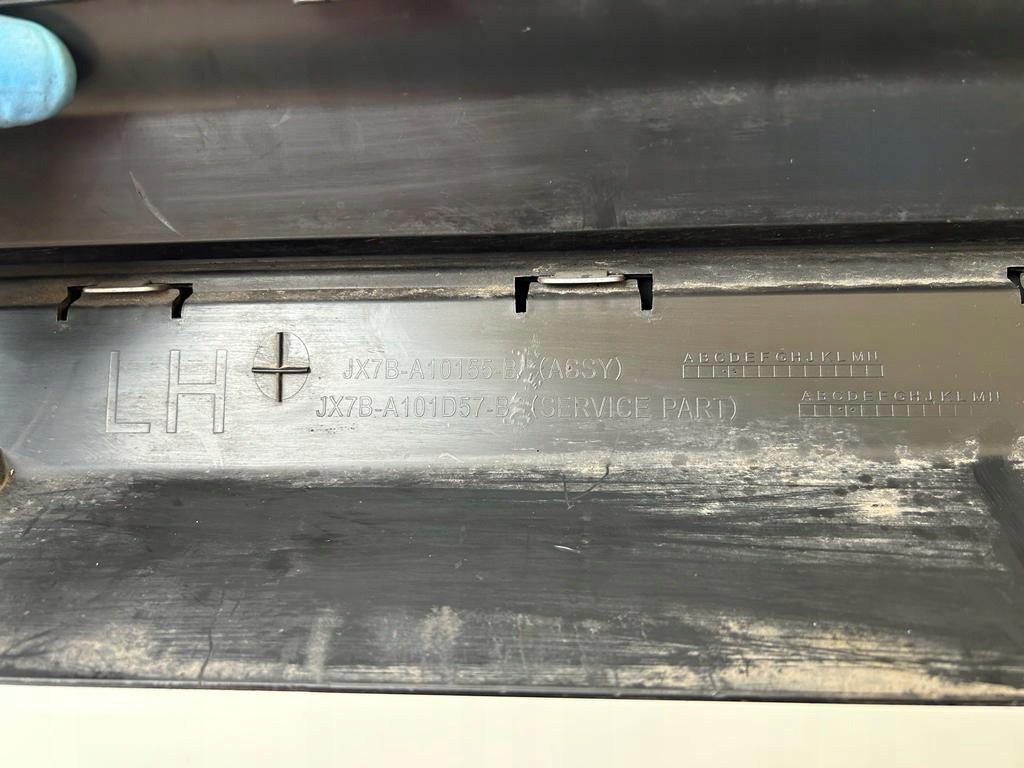 LH
JX7B-A10155-B (ASSY)
JX7B-A101D57-B (SERVICE PART)
ABCDEFGHJKLMN
ABCDEFGHJKLMN